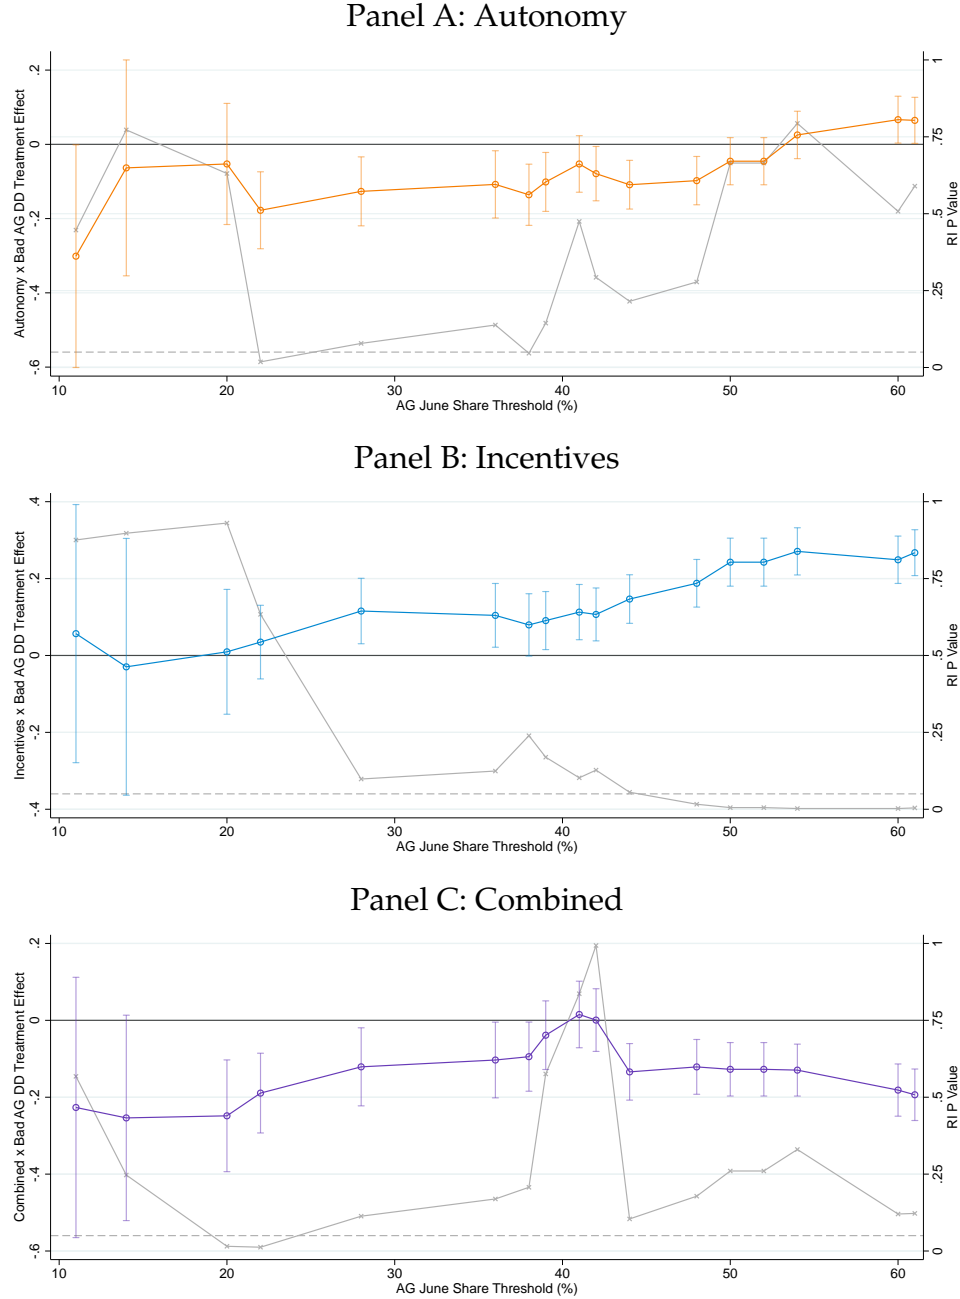 Panel A: Autonomy
Autonomy x Bad AG DD Treatment Effect
.2
0
-.2
-.4
-.6
1
.75
.5
.25
0
RI P Value
10 20 30 40 50 60
AG June Share Threshold (%)
Panel B: Incentives
Incentives x Bad AG DD Treatment Effect
.4
.2
0
-.2
-.4
1
.75
.5
.25
0
RI P Value
10 20 30 40 50 60
AG June Share Threshold (%)
Panel C: Combined
Combined x Bad AG DD Treatment Effect
.2
0
-.2
-.4
-.6
1
.75
.5
.25
0
RI P Value
10 20 30 40 50 60
AG June Share Threshold (%)